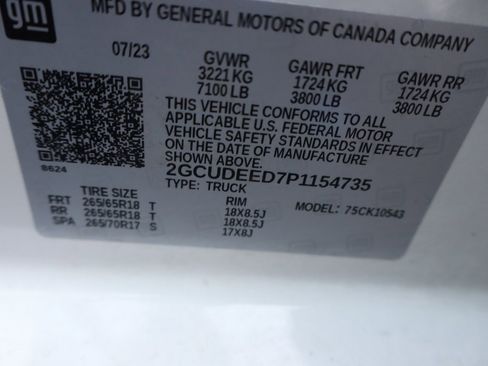 gm MFD BY GENERAL MOTORS OF CANADA COMPANY
07/23 GVWR GAWR FRT GAWR RR
3221 KG 1724 KG 1724 KG
7100 LB 3800 LB 3800 LB
THIS VEHICLE CONFORMS TO ALL
APPLICABLE U.S. FEDERAL MOTOR
VEHICLE SAFETY STANDARDS IN EFFECT
ON THE DATE OF MANUFACTURE
SHOWN ABOVE.
8624 2GCUDEED7P1154735
TYPE: TRUCK
TIRE SIZE RIM MODEL: 75CK10543
FRT 265/65R18 T 18X8.5J
RR 265/65R18 T 18X8.5J
SPA 265/70R17 S 17X8J